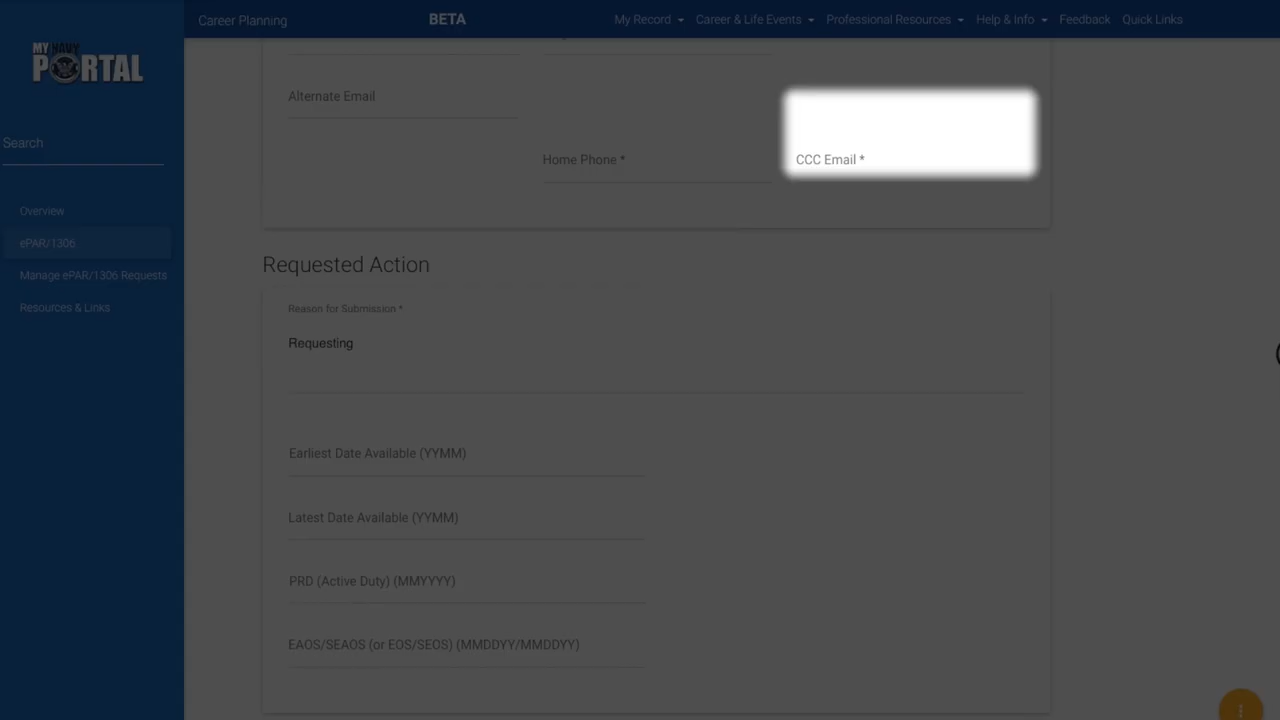 Career Planning
BETA
My Record
Career & Life Events
Professional Resources
Help & Info
Feedback
Quick Links
MY NAVY
PORTAL
Search
Overview
ePAR/1306
Manage ePAR/1306 Requests
Resources & Links
Alternate Email
Home Phone *
CCC Email *
Requested Action
Reason for Submission *
Requesting
Earliest Date Available (YYMM)
Latest Date Available (YYMM)
PRD (Active Duty) (MMYYYY)
EAOS/SEAOS (or EOS/SEOS) (MMDDYY/MMDDYY)